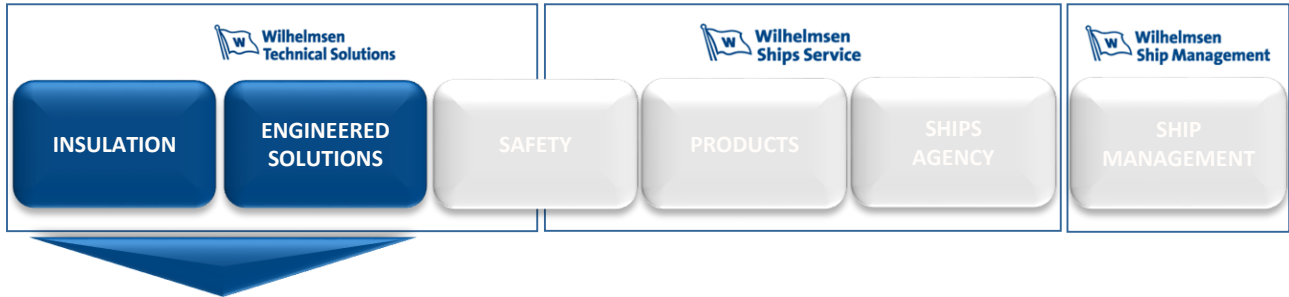 Wilhelmsen
Technical Solutions
Wilhelmsen
Ships Service
Wilhelmsen
Ship Management
INSULATION
ENGINEERED
SOLUTIONS
SAFETY
PRODUCTS
SHIPS
AGENCY
SHIP
MANAGEMENT